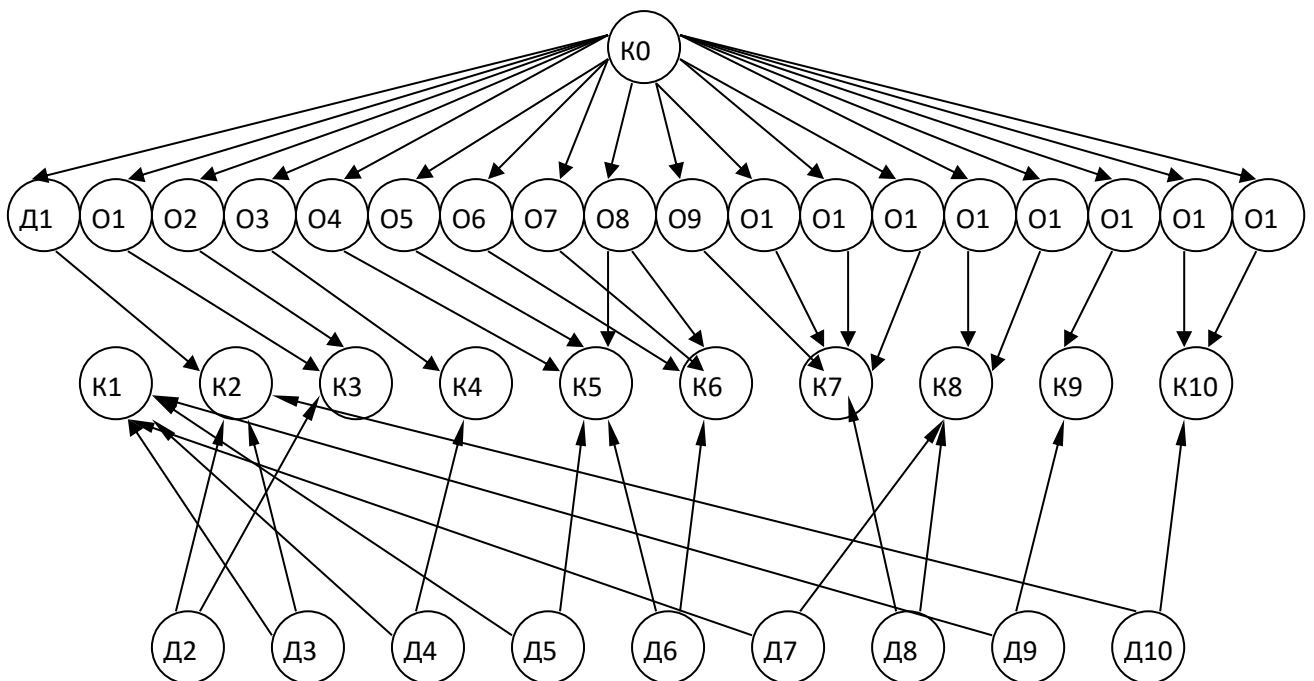 К0
Д1 О1 О2 О3 О4 О5 О6 О7 О8 О9 О1 О1 О1 О1 О1 О1 О1 О1
К1 К2 К3 К4 К5 К6 К7 К8 К9 К10
Д2 Д3 Д4 Д5 Д6 Д7 Д8 Д9 Д10